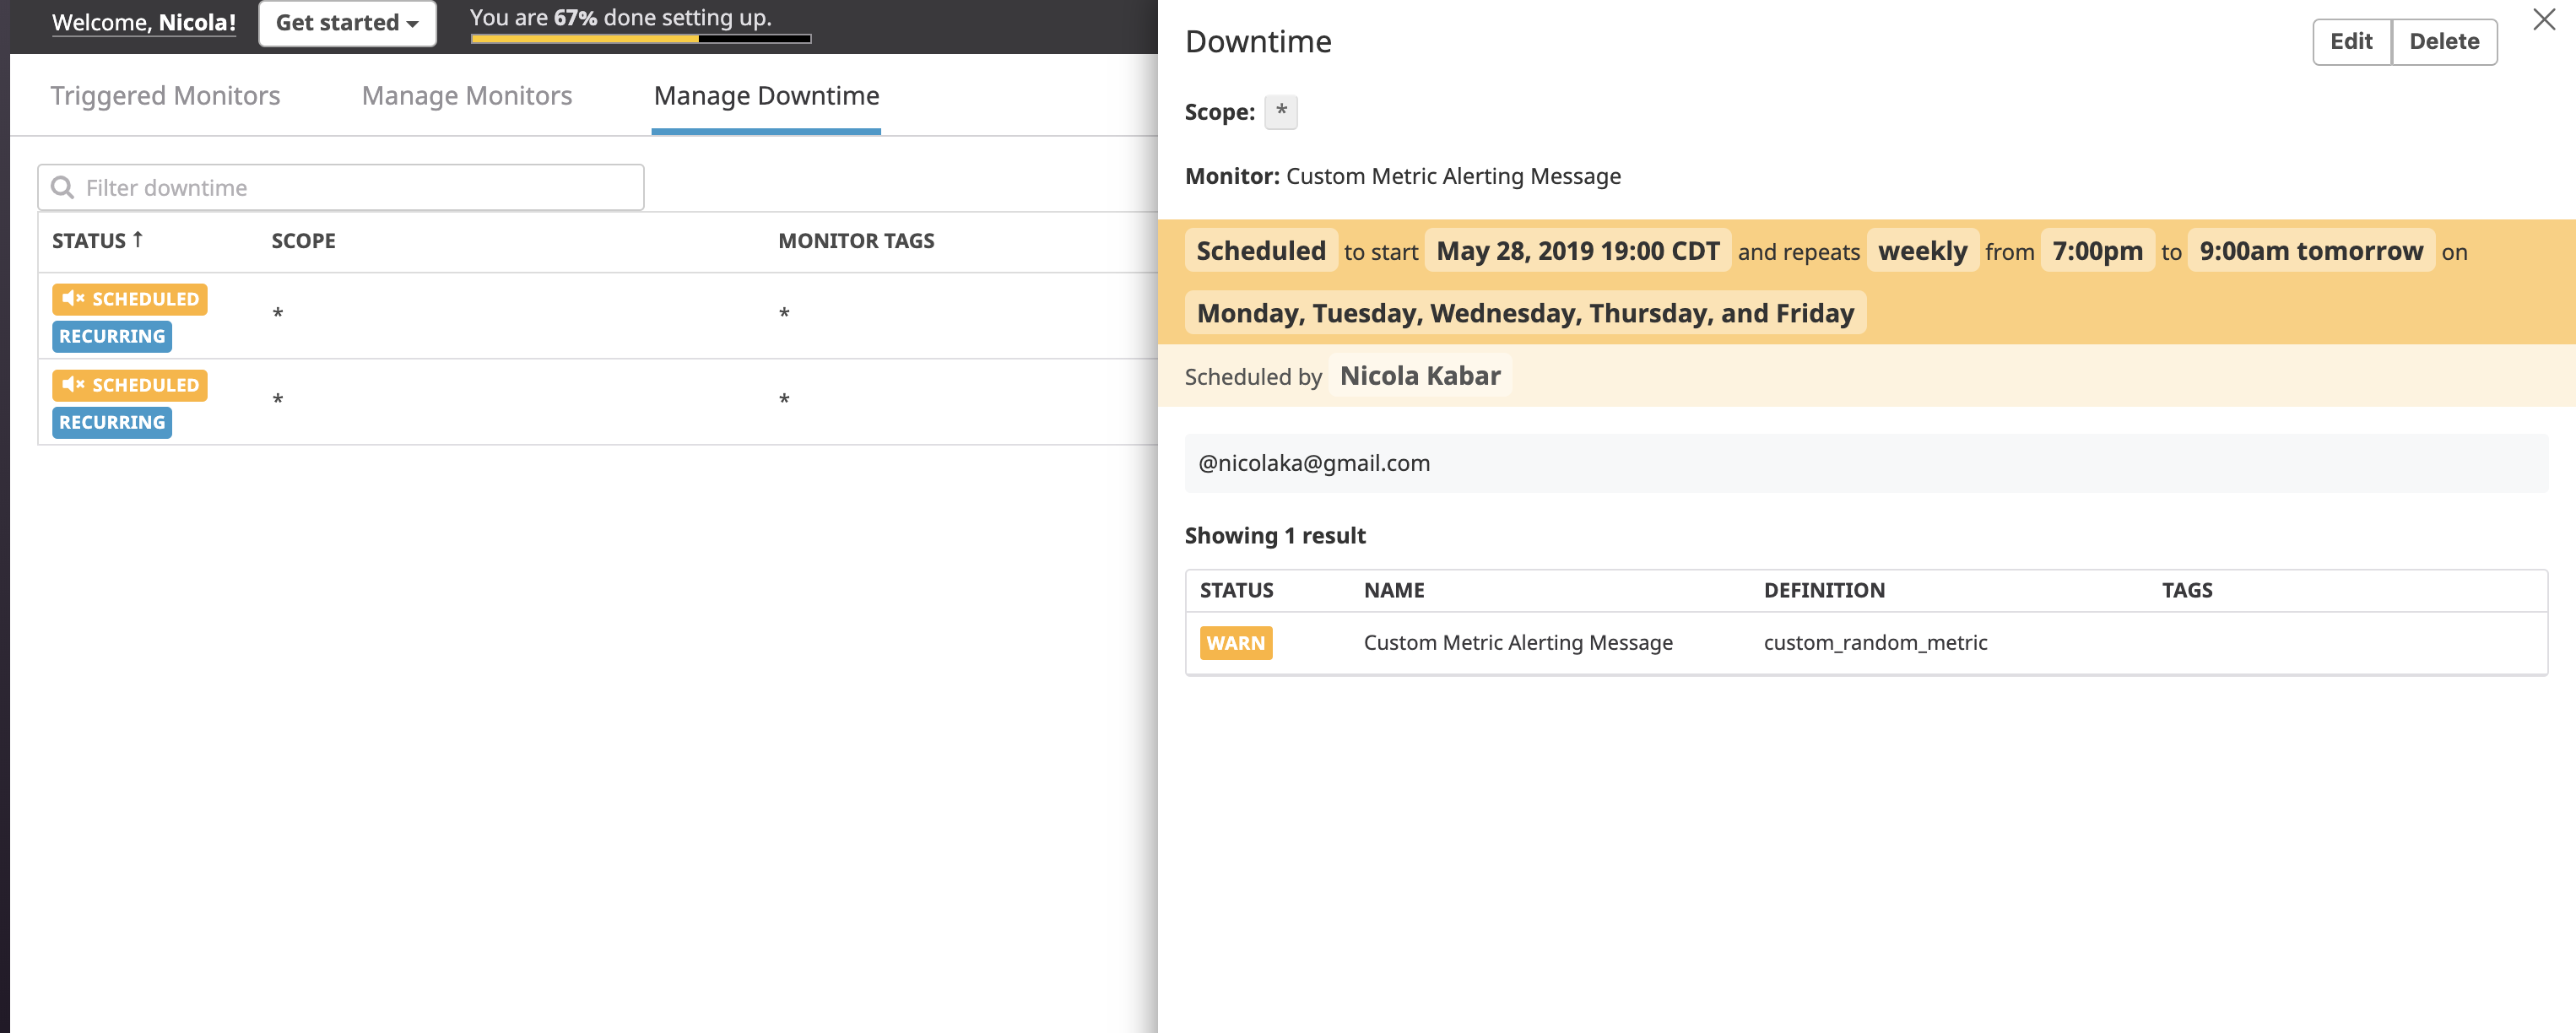 Welcome, Nicola!
Get started
You are 67% done setting up.
Triggered Monitors Manage Monitors Manage Downtime
Filter downtime
STATUS ↑ SCOPE MONITOR TAGS
SCHEDULED
RECURRING
* *
SCHEDULED
RECURRING
* *
Downtime
Edit Delete
Scope: *
Monitor: Custom Metric Alerting Message
Scheduled to start May 28, 2019 19:00 CDT and repeats weekly from 7:00pm to 9:00am tomorrow on
Monday, Tuesday, Wednesday, Thursday, and Friday
Scheduled by Nicola Kabar
@nicolaka@gmail.com
Showing 1 result
STATUS NAME DEFINITION TAGS
WARN Custom Metric Alerting Message custom_random_metric